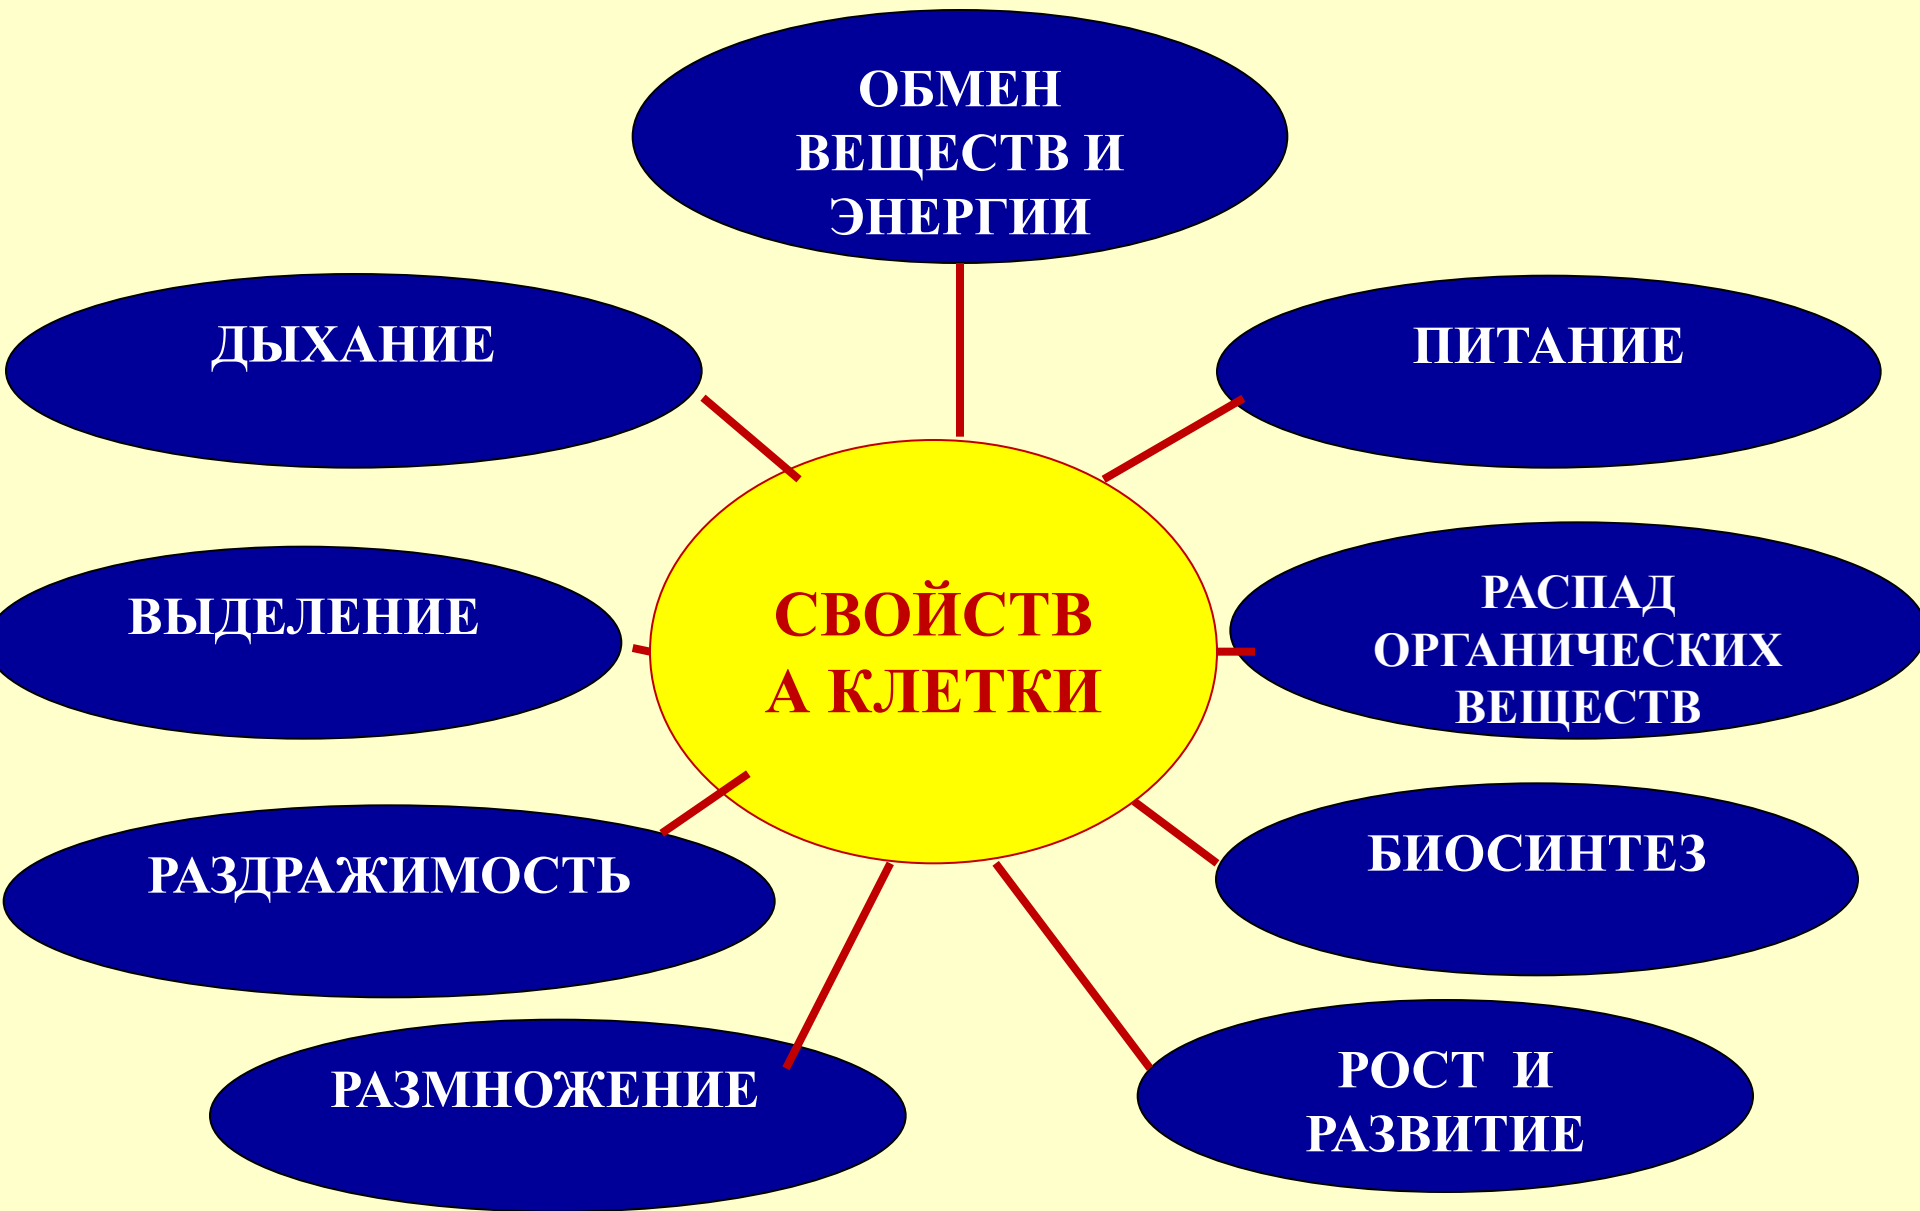 ОБМЕН
ВЕЩЕСТВ И
ЭНЕРГИИ
ДЫХАНИЕ
ПИТАНИЕ
ВЫДЕЛЕНИЕ
СВОЙСТВ
А КЛЕТКИ
РАСПАД
ОРГАНИЧЕСКИХ
ВЕЩЕСТВ
РАЗДРАЖИМОСТЬ
БИОСИНТЕЗ
РАЗМНОЖЕНИЕ
РОСТ И
РАЗВИТИЕ